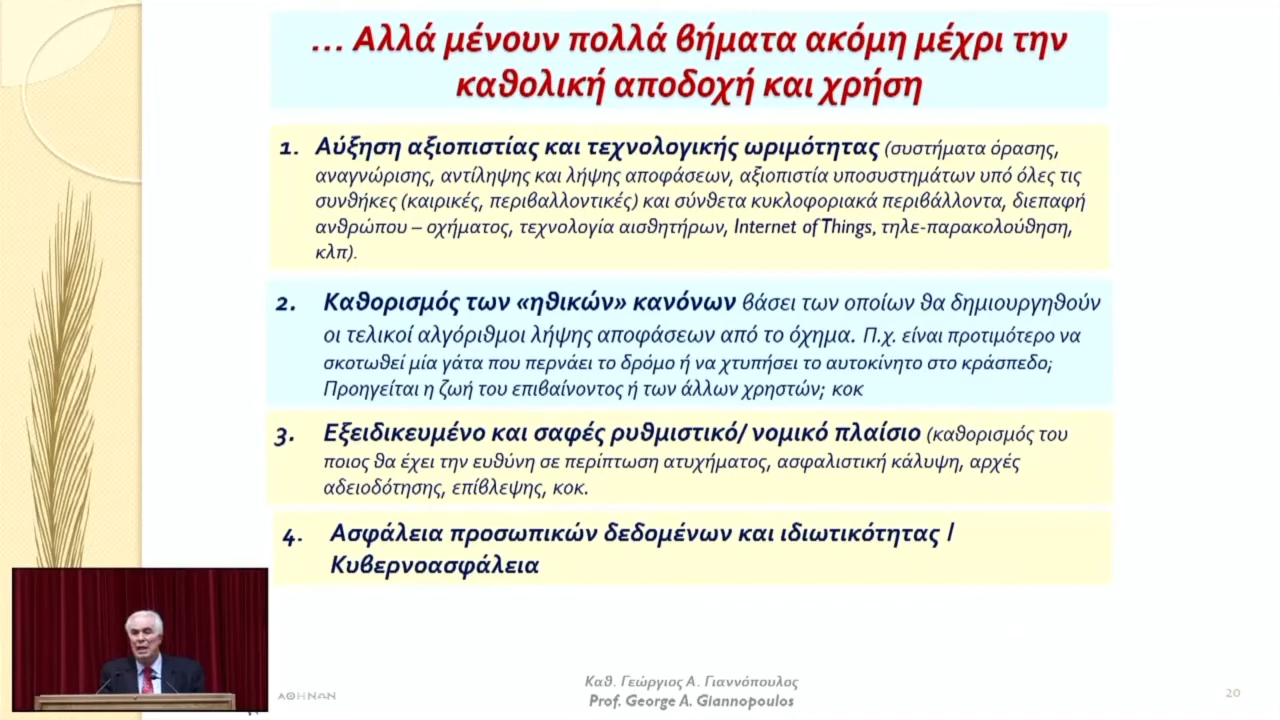 ... Αλλά μένουν πολλά βήματα ακόμη μέχρι την
καθολική αποδοχή και χρήση
1. Αύξηση αξιοπιστίας και τεχνολογικής ωριμότητας (συστήματα όρασης,
αναγνώρισης, αντίληψης και λήψης αποφάσεων, αξιοπιστία υποσυστημάτων υπό όλες τις
συνθήκες (καιρικές, περιβαλλοντικές) και σύνθετα κυκλοφοριακά περιβάλλοντα, διεπαφή
ανθρώπου – οχήματος, τεχνολογία αισθητήρων, Internet of Things, τηλε-παρακολούθηση,
κλπ).
2. Καθορισμός των «ηθικών» κανόνων βάσει των οποίων θα δημιουργηθούν
οι τελικοί αλγόριθμοι λήψης αποφάσεων από το όχημα. Π.χ. είναι προτιμότερο να
σκοτωθεί μία γάτα που περνάει το δρόμο ή να χτυπήσει το αυτοκίνητο στο κράσπεδο;
Προηγείται η ζωή του επιβαίνοντος ή των άλλων χρηστών; κοκ
3. Εξειδικευμένο και σαφές ρυθμιστικό/ νομικό πλαίσιο (καθορισμός του
ποιος θα έχει την ευθύνη σε περίπτωση ατυχήματος, ασφαλιστική κάλυψη, αρχές
αδειοδότησης, επίβλεψης, κοκ.
4. Ασφάλεια προσωπικών δεδομένων και ιδιωτικότητας /
Κυβερνοασφάλεια
ΑΘΗΝΩΝ
Καθ. Γεώργιος Α. Γιαννόπουλος
Prof. George A. Giannopoulos
20